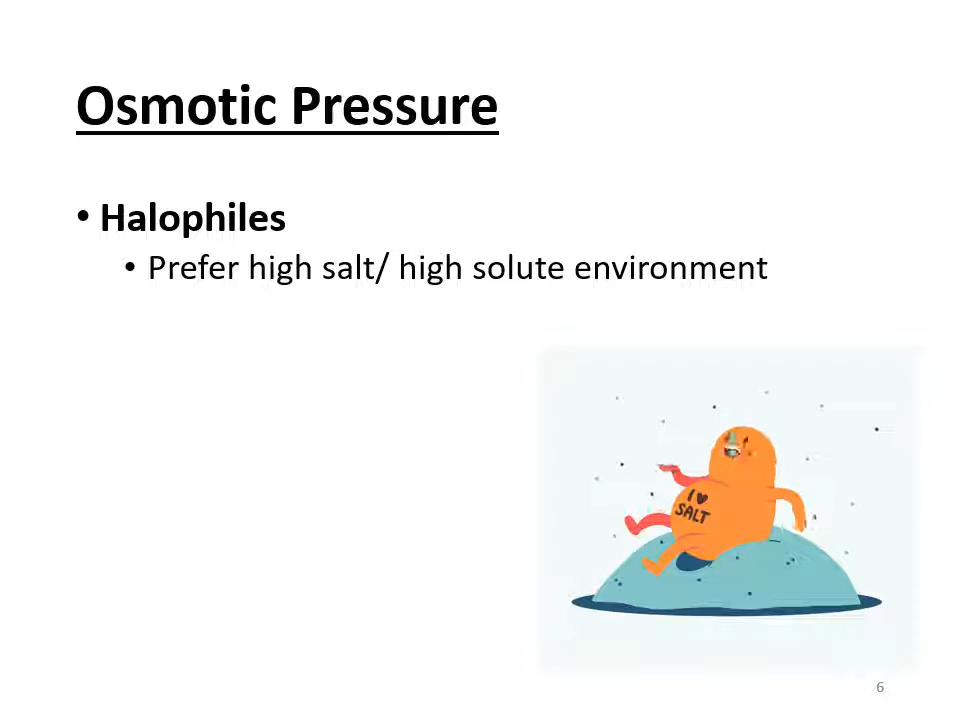 Osmotic Pressure
• Halophiles
• Prefer high salt/ high solute environment
I ♥
SALT
6